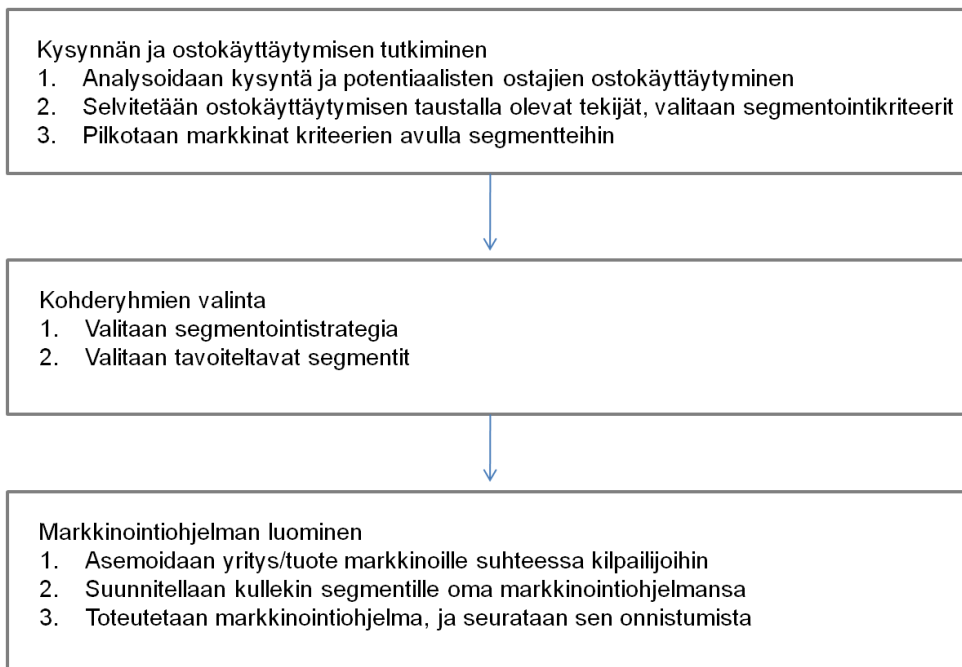 Kysynnän ja ostokäyttäytymisen tutkiminen
1. Analysoidaan kysyntä ja potentiaalisten ostajien ostokäyttäytyminen
2. Selvitetään ostokäyttäytymisen taustalla olevat tekijät, valitaan segmentointikriteerit
3. Pilkotaan markkinat kriteerien avulla segmentteihin
Kohderyhmien valinta
1. Valitaan segmentointistrategia
2. Valitaan tavoiteltavat segmentit
Markkinointiohjelman luominen
1. Asemoidaan yritys/tuote markkinoille suhteessa kilpailijoihin
2. Suunnitellaan kullekin segmentille oma markkinointiohjelmansa
3. Toteutetaan markkinointiohjelma, ja seurataan sen onnistumista